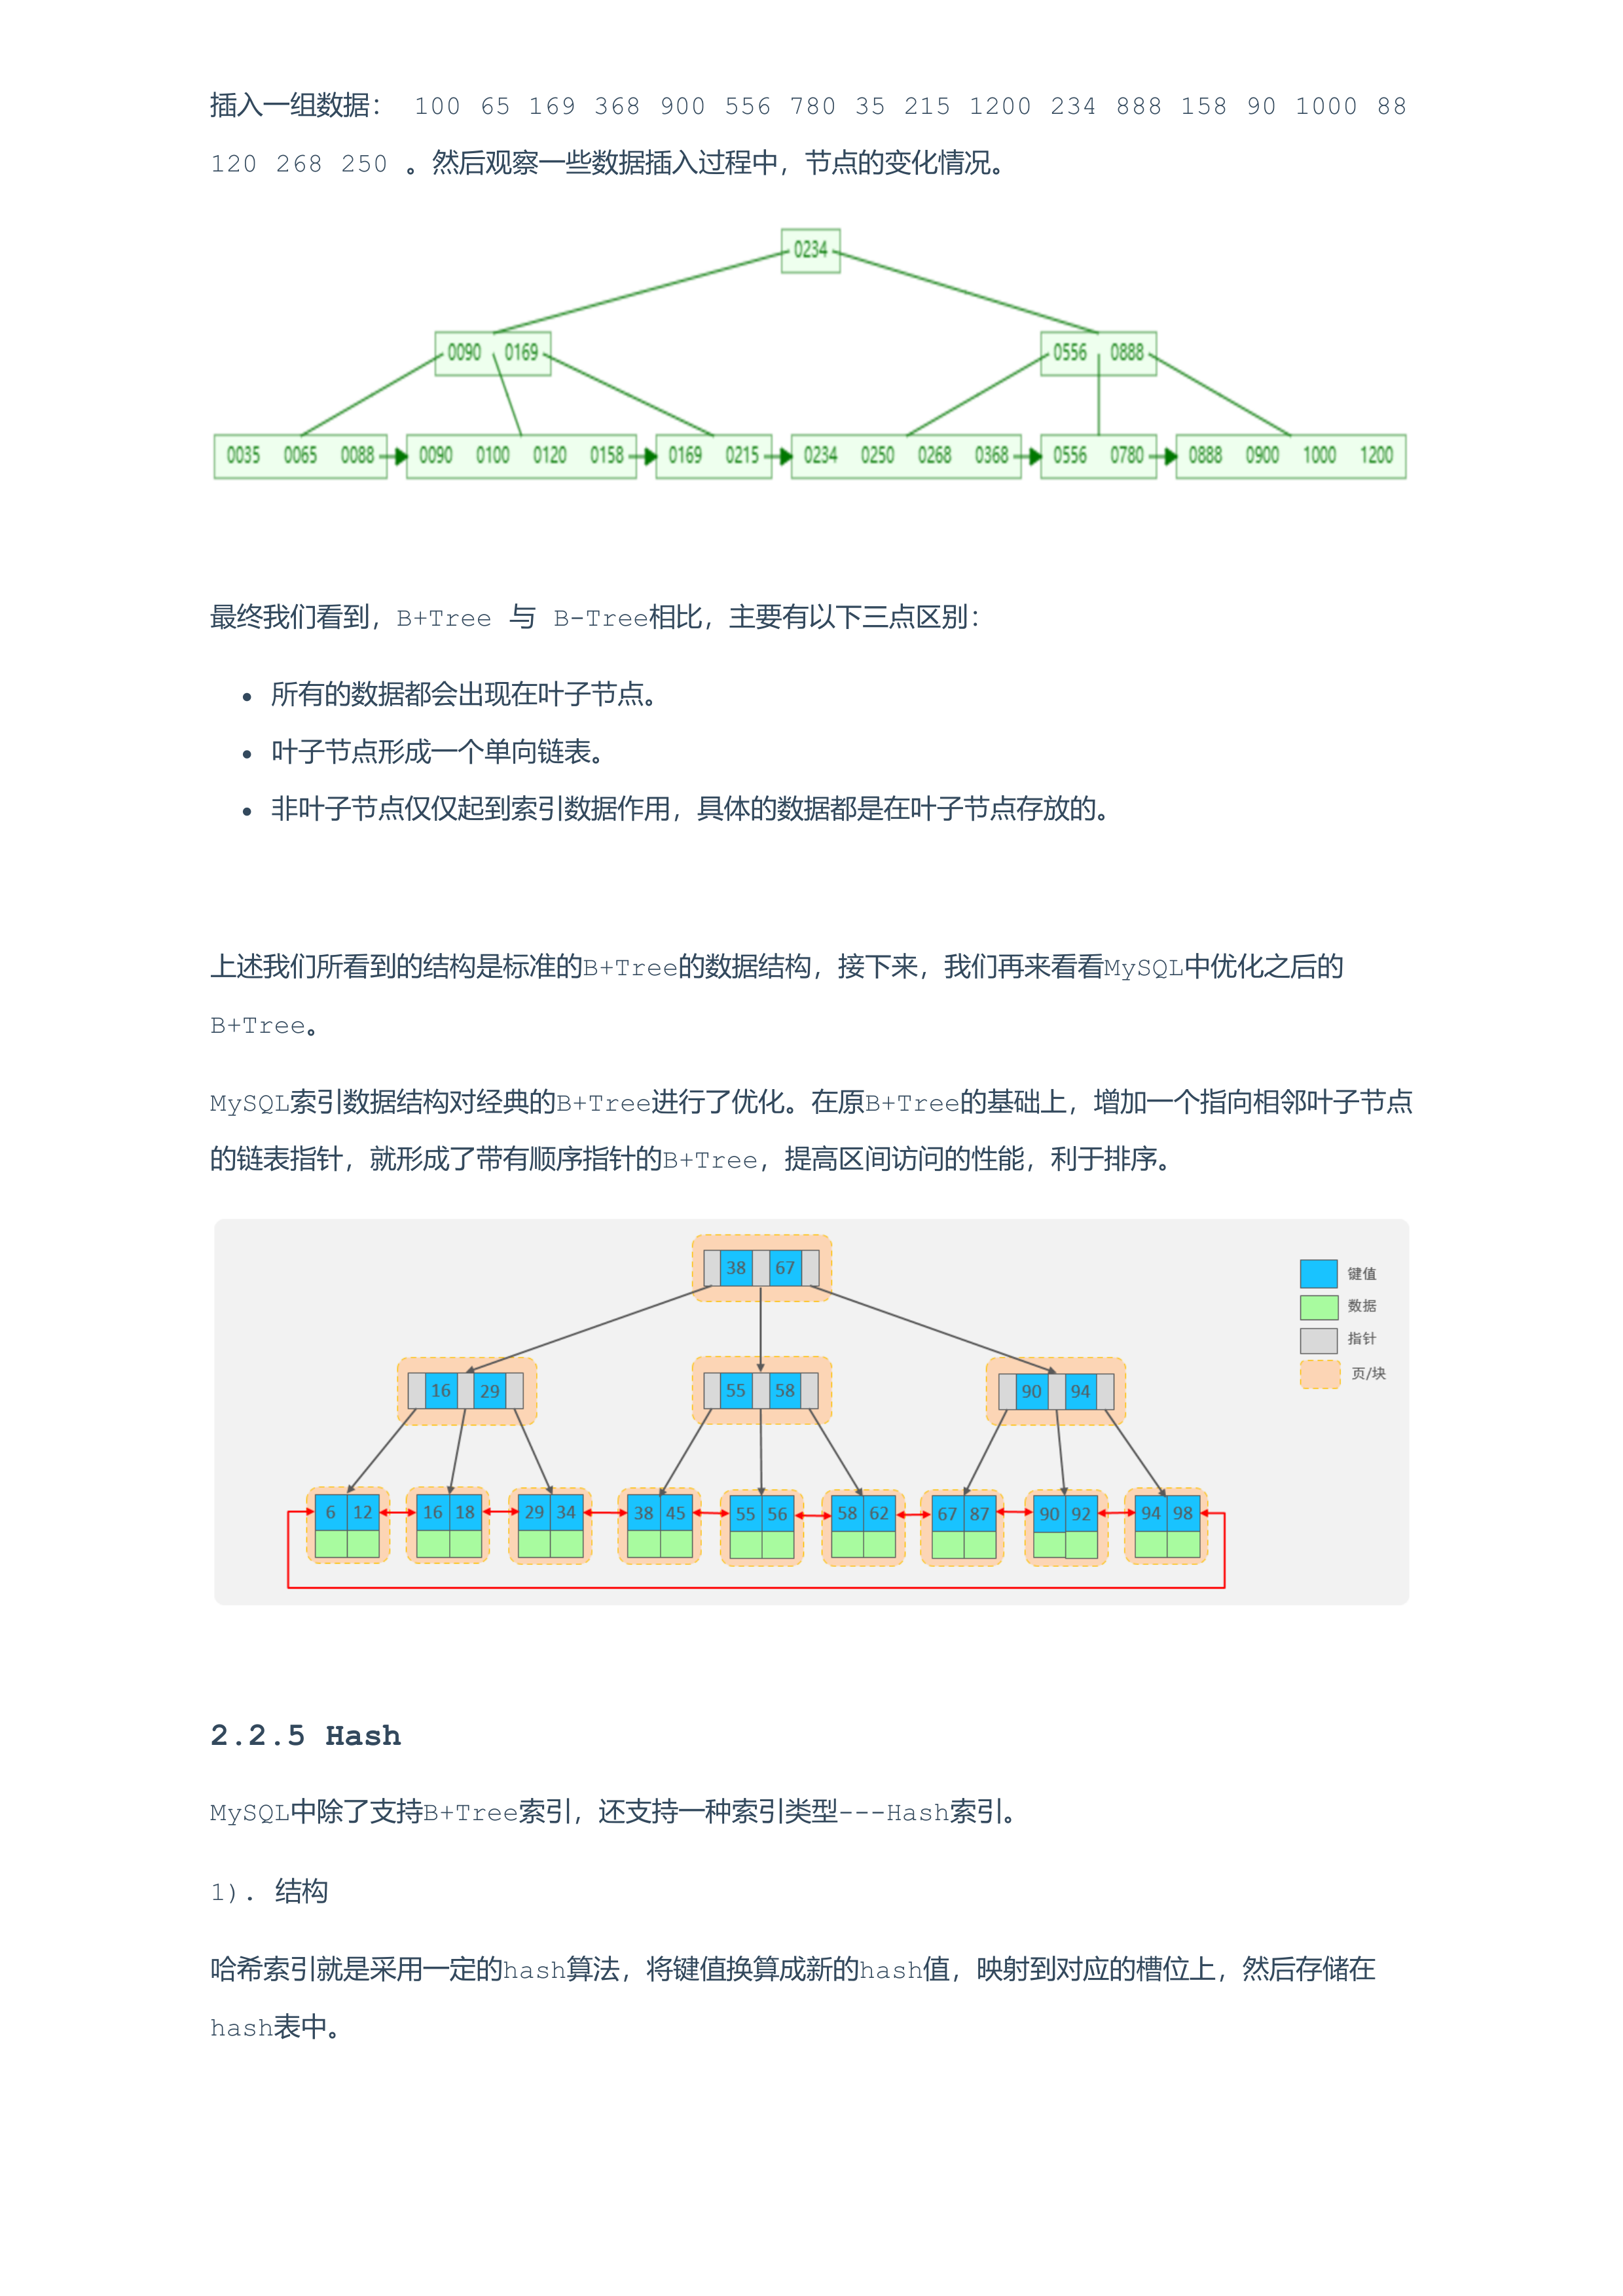 插入一组数据： 100 65 169 368 900 556 780 35 215 1200 234 888 158 90 1000 88
120 268 250 。然后观察一些数据插入过程中，节点的变化情况。
0234
0090 0169 0556 0888
0035 0065 0088 0090 0100 0120 0158 0169 0215 0234 0250 0268 0368 0556 0780 0888 0900 1000 1200
最终我们看到，B+Tree 与 B-Tree相比，主要有以下三点区别：
• 所有的数据都会出现在叶子节点。
• 叶子节点形成一个单向链表。
• 非叶子节点仅仅起到索引数据作用，具体的数据都是在叶子节点存放的。
上述我们所看到的结构是标准的B+Tree的数据结构，接下来，我们再来看看MySQL中优化之后的
B+Tree。
MySQL索引数据结构对经典的B+Tree进行了优化。在原B+Tree的基础上，增加一个指向相邻叶子节点
的链表指针，就形成了带有顺序指针的B+Tree，提高区间访问的性能，利于排序。
38 67
键值
数据
指针
页/块
16 29 55 58 90 94
6 12 16 18 29 34 38 45 55 56 58 62 67 87 90 92 94 98
2.2.5 Hash
MySQL中除了支持B+Tree索引，还支持一种索引类型---Hash索引。
1). 结构
哈希索引就是采用一定的hash算法，将键值换算成新的hash值，映射到对应的槽位上，然后存储在
hash表中。